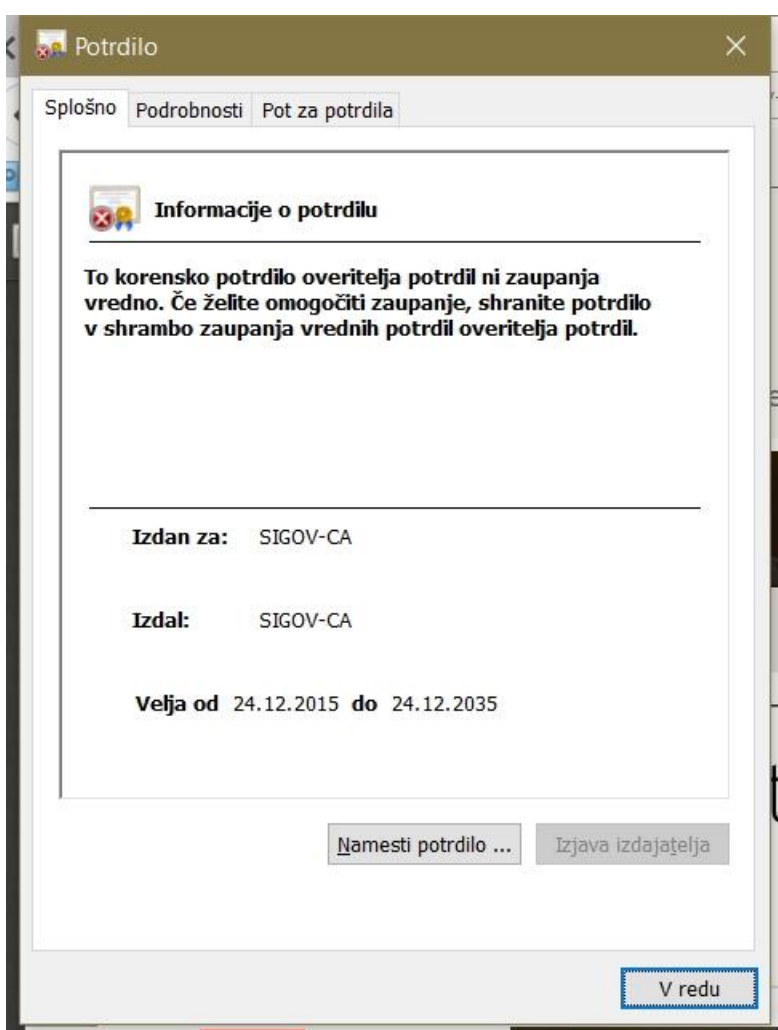 Potrdilo
Splošno Podrobnosti Pot za potrdila
Informacije o potrdilu
To korensko potrdilo overitelja potrdil ni zaupanja
vredno. Če želite omogočiti zaupanje, shranite potrdilo
v shrambo zaupanja vrednih potrdil overitelja potrdil.
Izdan za: SIGOV-CA
Izdal: SIGOV-CA
Velja od 24.12.2015 do 24.12.2035
Namesti potrdilo ... Izjava izdajatelja
V redu